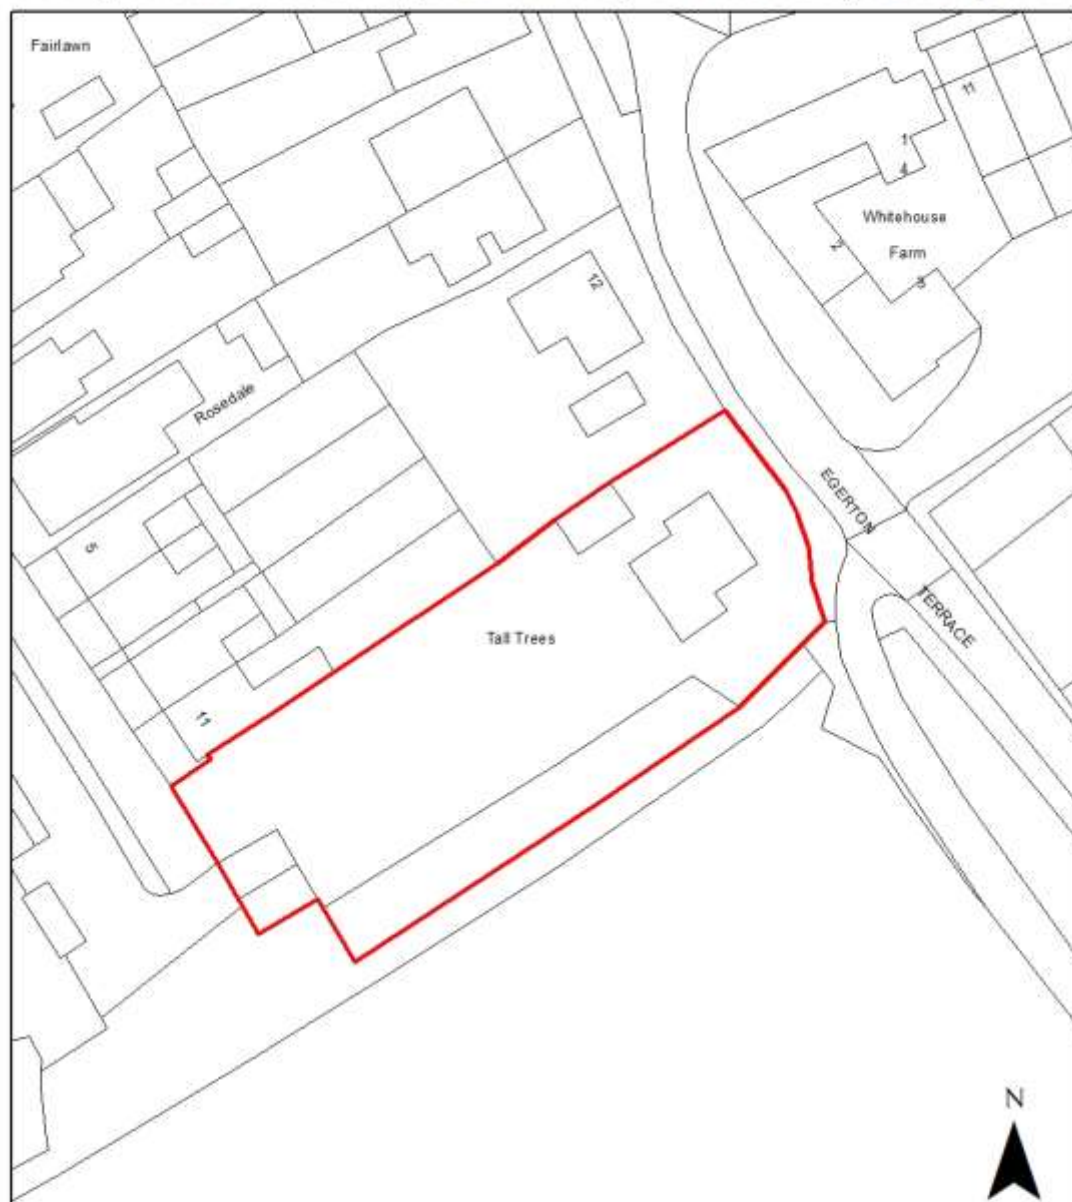 Fairlawn
11
1
4
Whitehouse
2
Farm
3
12
Rosedale
EGERTON
5
TERRACE
Tall Trees
11
N